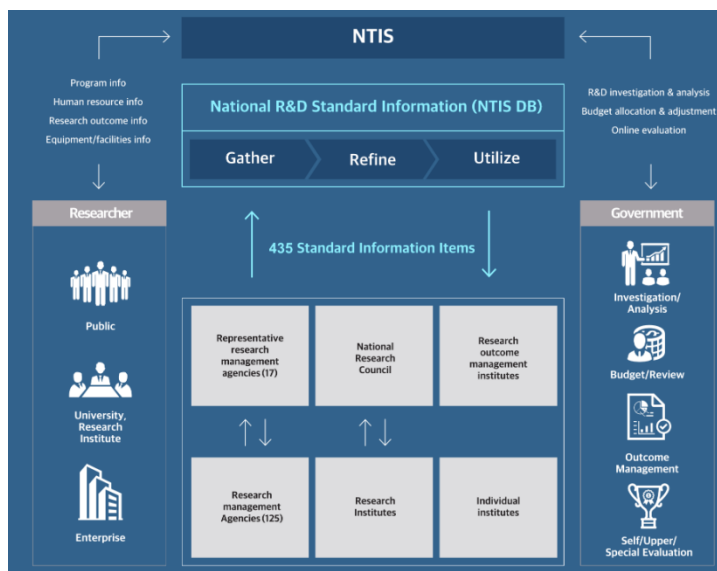 NTIS
Program info
Human resource info
Research outcome info
Equipment/facilities info
R&D investigation & analysis
Budget allocation & adjustment
Online evaluation
National R&D Standard Information (NTIS DB)
Gather
Refine
Utilize
435 Standard Information Items
Researcher
Public
University,
Research
Institute
Enterprise
Representative
research
management
agencies(17)
National
Research
Council
Research
outcome
management
institutes
Research
management
Agencies(125)
Research
Institutes
Individual
institutes
Government
Investigation/
Analysis
Budget/Review
Outcome
Management
Self/Upper/
Special Evaluation